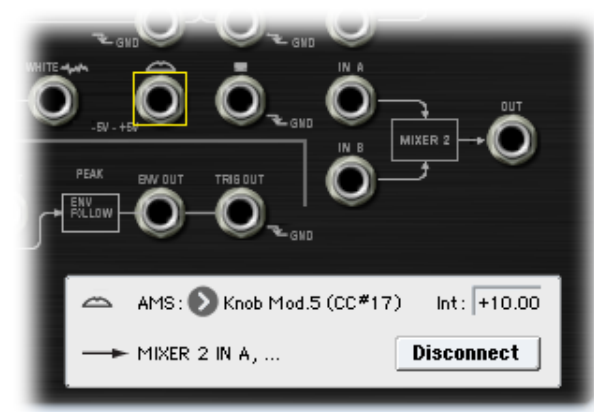 GND
GND
WHITE
IN A
OUT
-5V - +5V
GND
MIXER 2
IN B
PEAK
ENV OUT
TRIG OUT
ENV
FOLLOW
GND
AMS: Knob Mod.5 (CC#17) Int: +10.00
MIXER 2 IN A, ... Disconnect